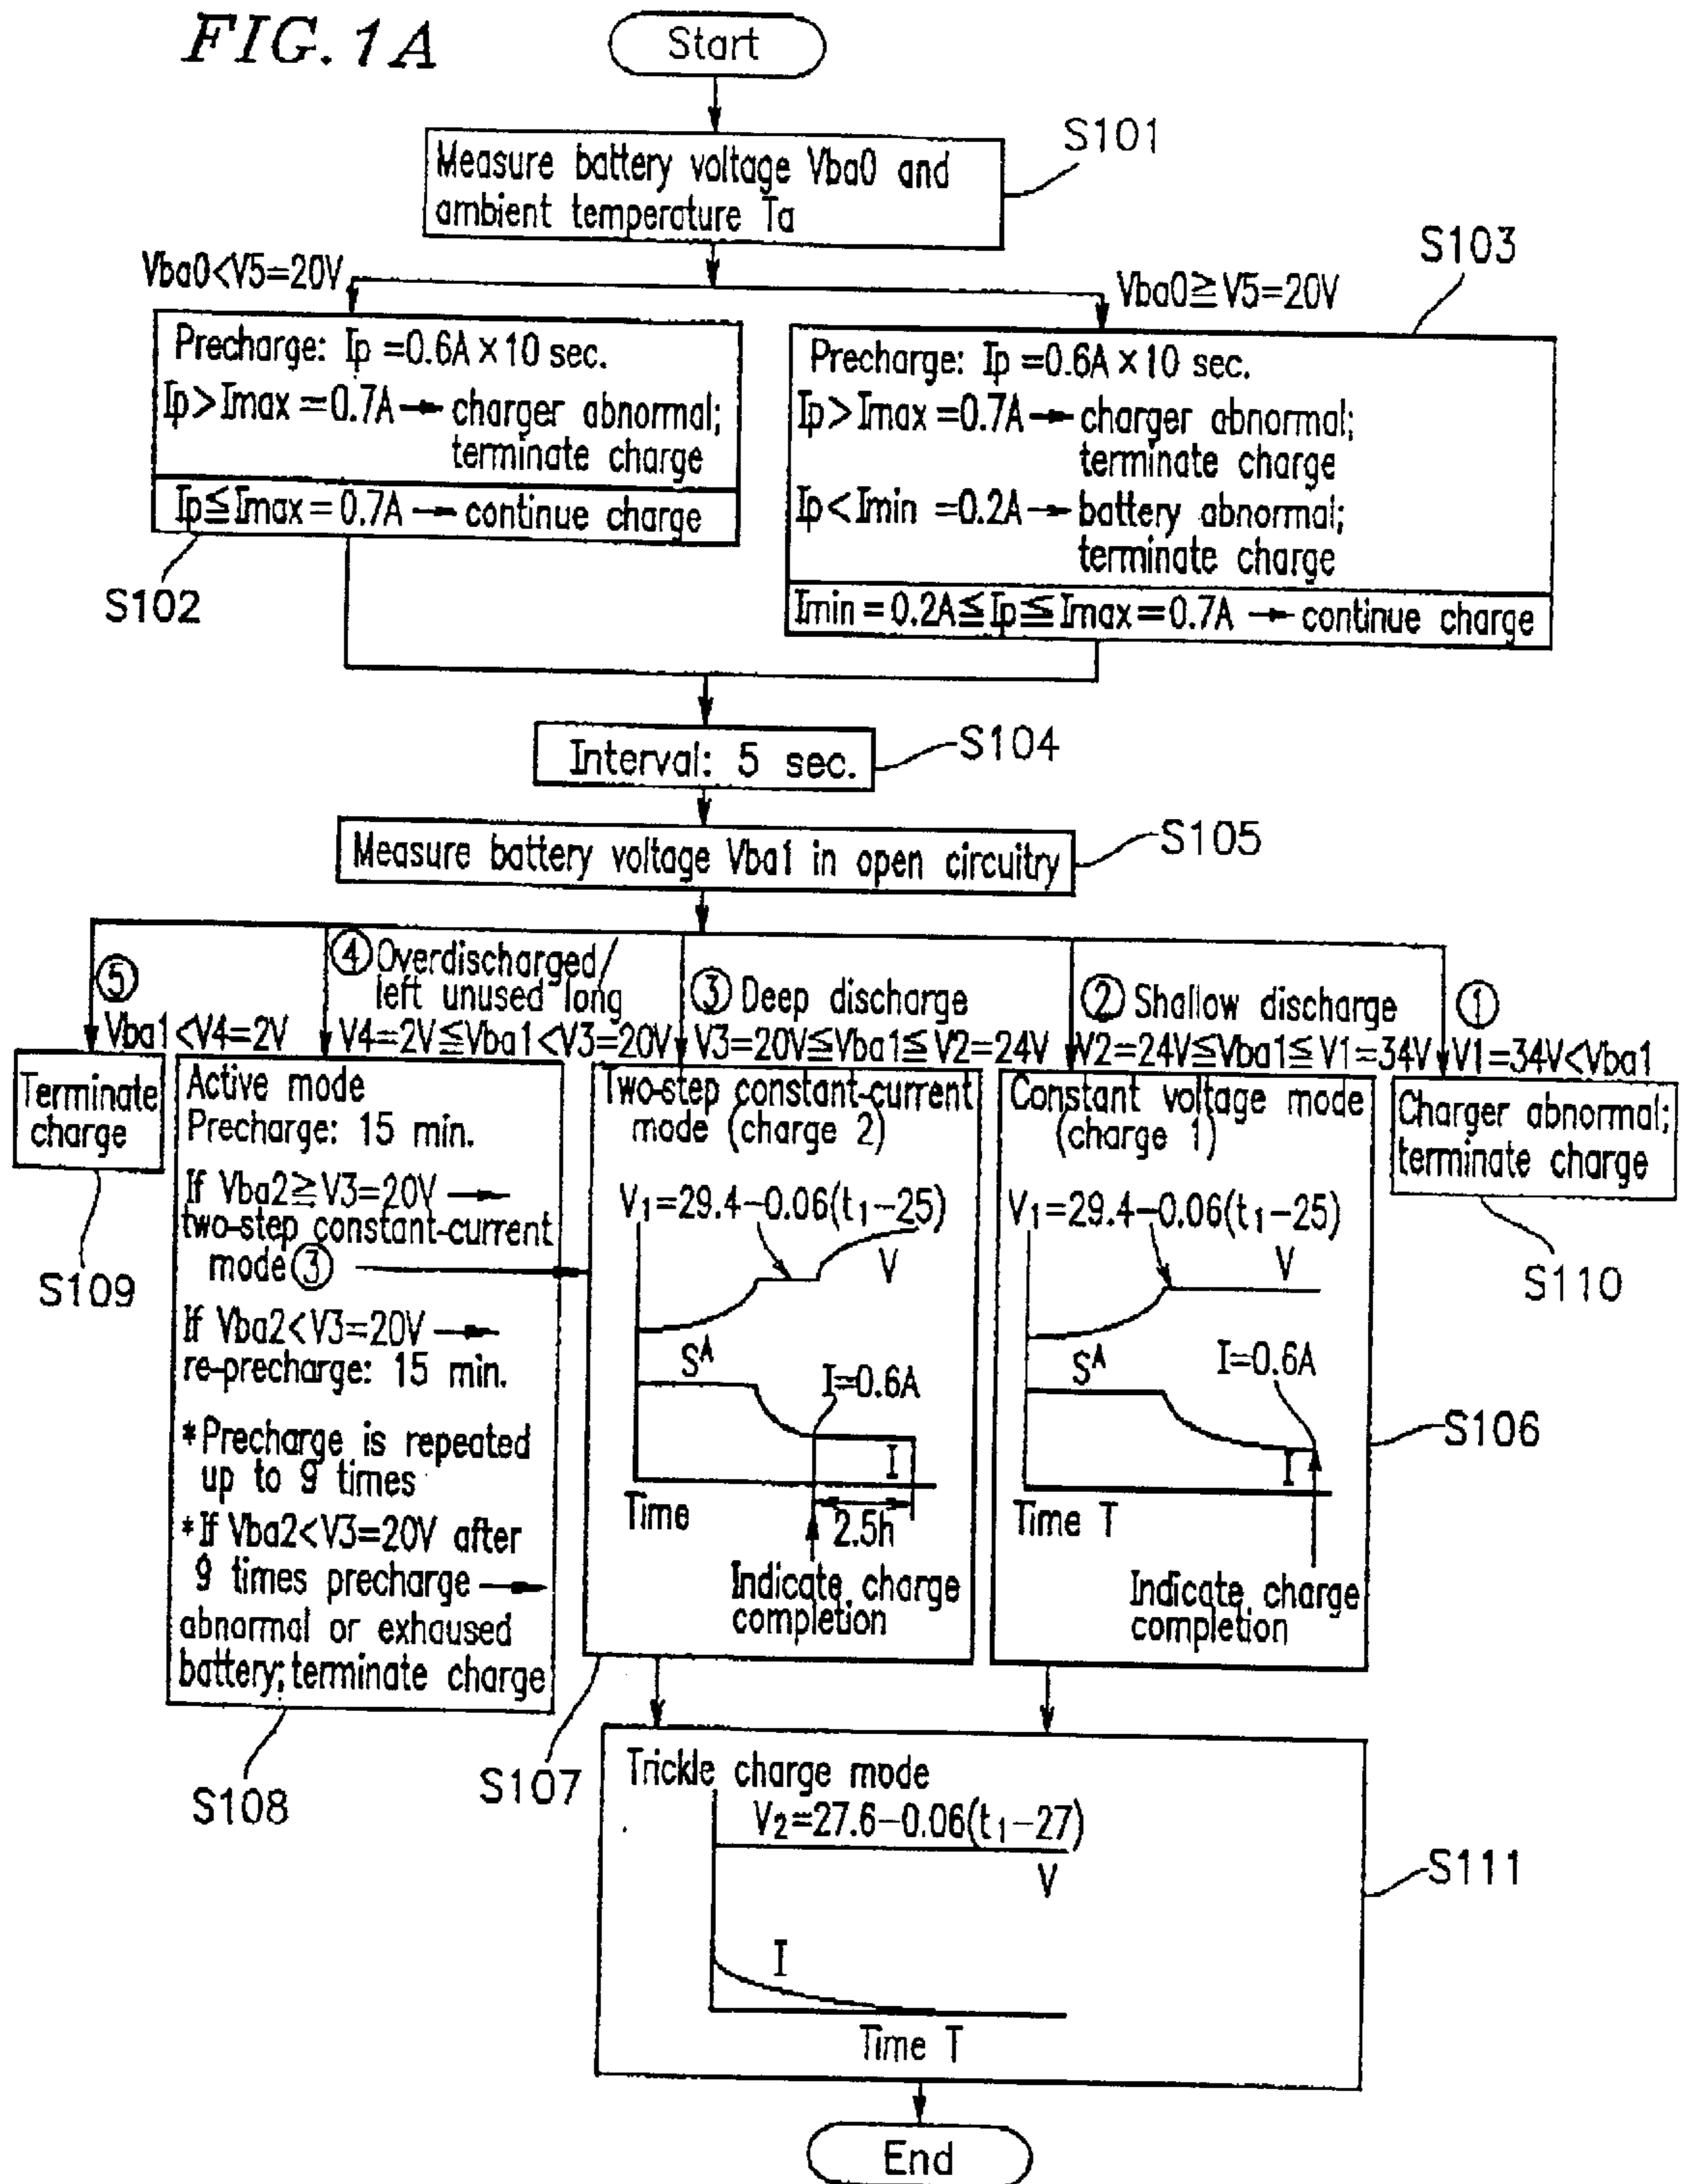 FIG. 1A
Start
S101
Measure battery voltage Vba0 and
ambient temperature Ta
S103
Vba0<V5=20V
Vba0≧V5=20V
Precharge: Ip=0.6A×10 sec.
Ip>Imax=0.7A→charger abnormal;
terminate charge
Ip≦Imax=0.7A→continue charge
S102
Precharge: Ip=0.6A×10 sec.
Ip>Imax=0.7A→charger abnormal;
terminate charge
Ip<Imin=0.2A→battery abnormal;
terminate charge
Imin=0.2A≦Ip≦Imax=0.7A→continue charge
Interval: 5 sec.
S104
Measure battery voltage Vba1 in open circuitry
S105
⑤
Vba1<V4=2V
④Overdischarged/
left unused long
V4=2V≦Vba1<V3=20V
③Deep discharge
V3=20V≦Vba1≦V2=24V
②Shallow discharge
V2=24V≦Vba1≦V1=34V
①
V1=34V<Vba1
Terminate
charge
S109
Active mode
Precharge: 15 min.
If Vba2≧V3=20V→
two-step constant-current
mode③
If Vba2<V3=20V→
re-precharge: 15 min.
*Precharge is repeated
up to 9 times
*If Vba2<V3=20V after
9 times precharge→
abnormal or exhaused
battery;terminate charge
S108
Two-step constant-current
mode (charge 2)
V1=29.4-0.06(t1-25)
V
SA
I=0.6A
I
Time
2.5h
Indicate charge
completion
S107
Constant voltage mode
(charge 1)
V1=29.4-0.06(t1-25)
V
SA
I=0.6A
I
Time T
Indicate charge
completion
S106
Charger abnormal;
terminate charge
S110
Trickle charge mode
V2=27.6-0.06(t1-27)
V
I
Time T
S111
End